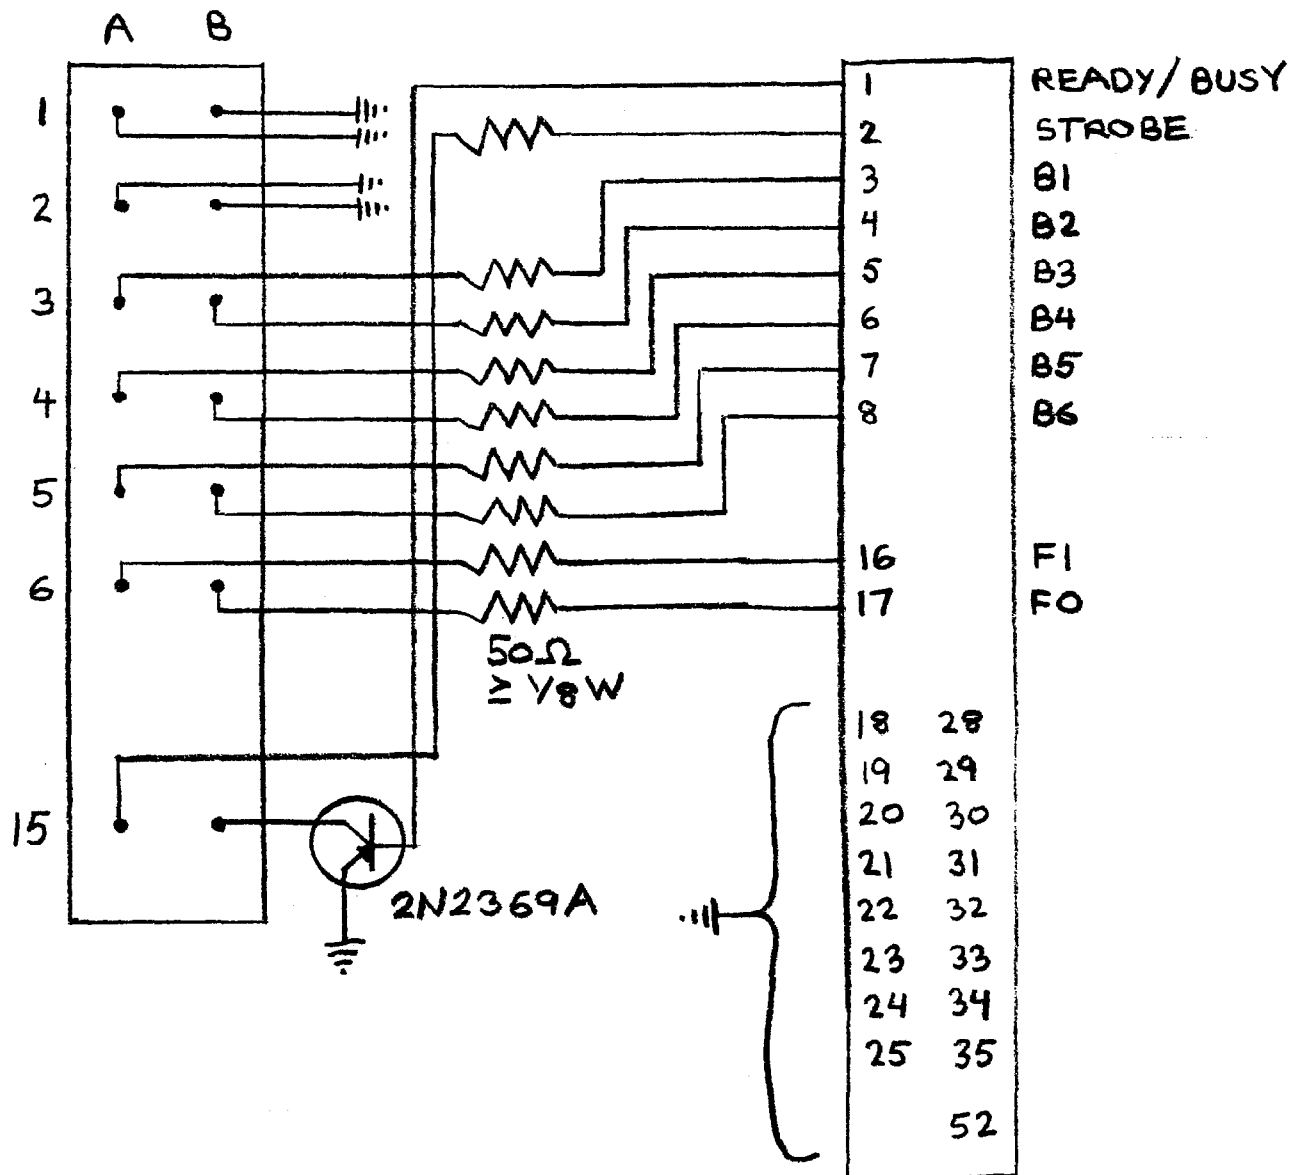 A B
1 1 READY/BUSY
2 STROBE
3 B1
2 4 B2
5 B3
3 6 B4
7 B5
4 8 B6
5
16 F1
6 17 F0
50Ω
≥ 1/8 W
18 28
19 29
15 20 30
21 31
2N2369A 22 32
23 33
24 34
25 35
52